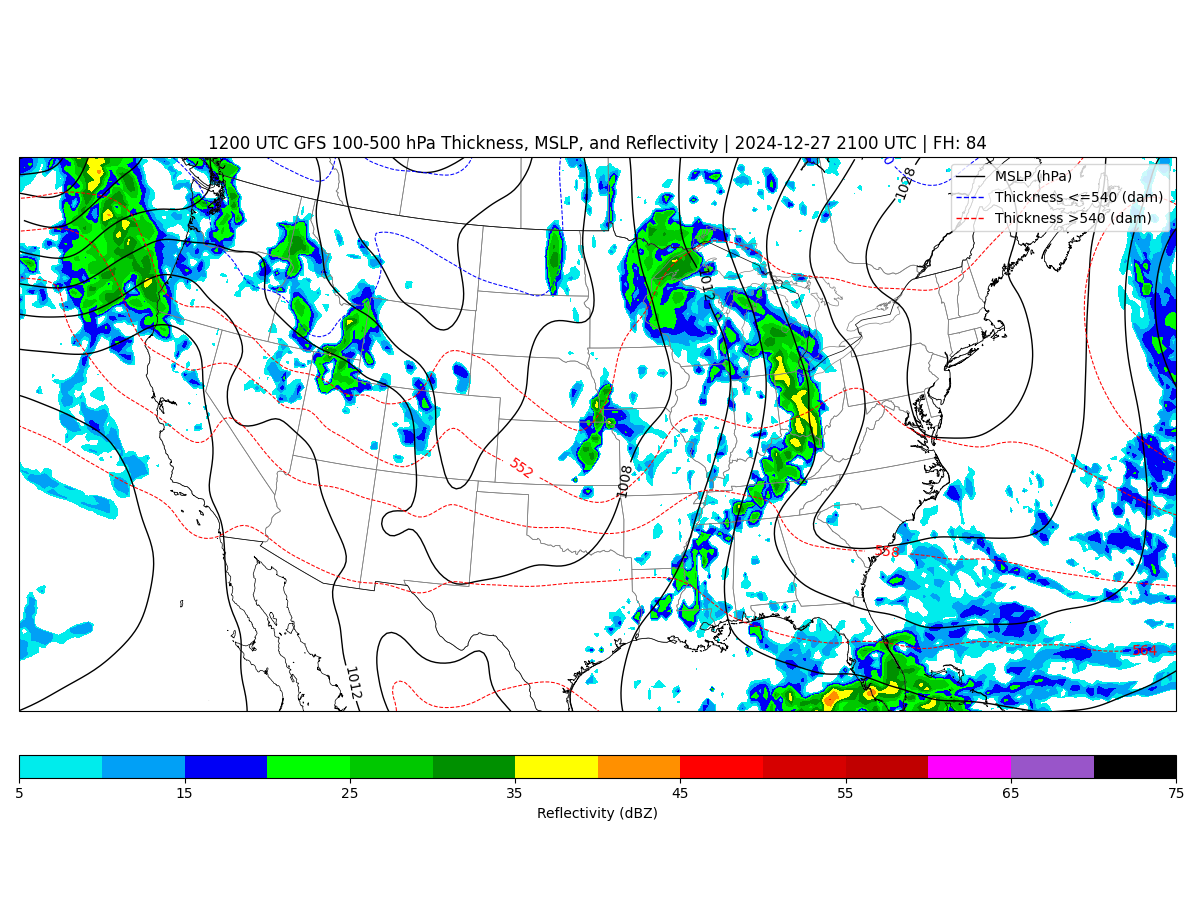 1200 UTC GFS 100-500 hPa Thickness, MSLP, and Reflectivity | 2024-12-27 2100 UTC | FH: 84
MSLP (hPa)
Thickness <=540 (dam)
Thickness >540 (dam)
1028
1012
552
1008
558
564
1012
5 15 25 35 45 55 65 75
Reflectivity (dBZ)